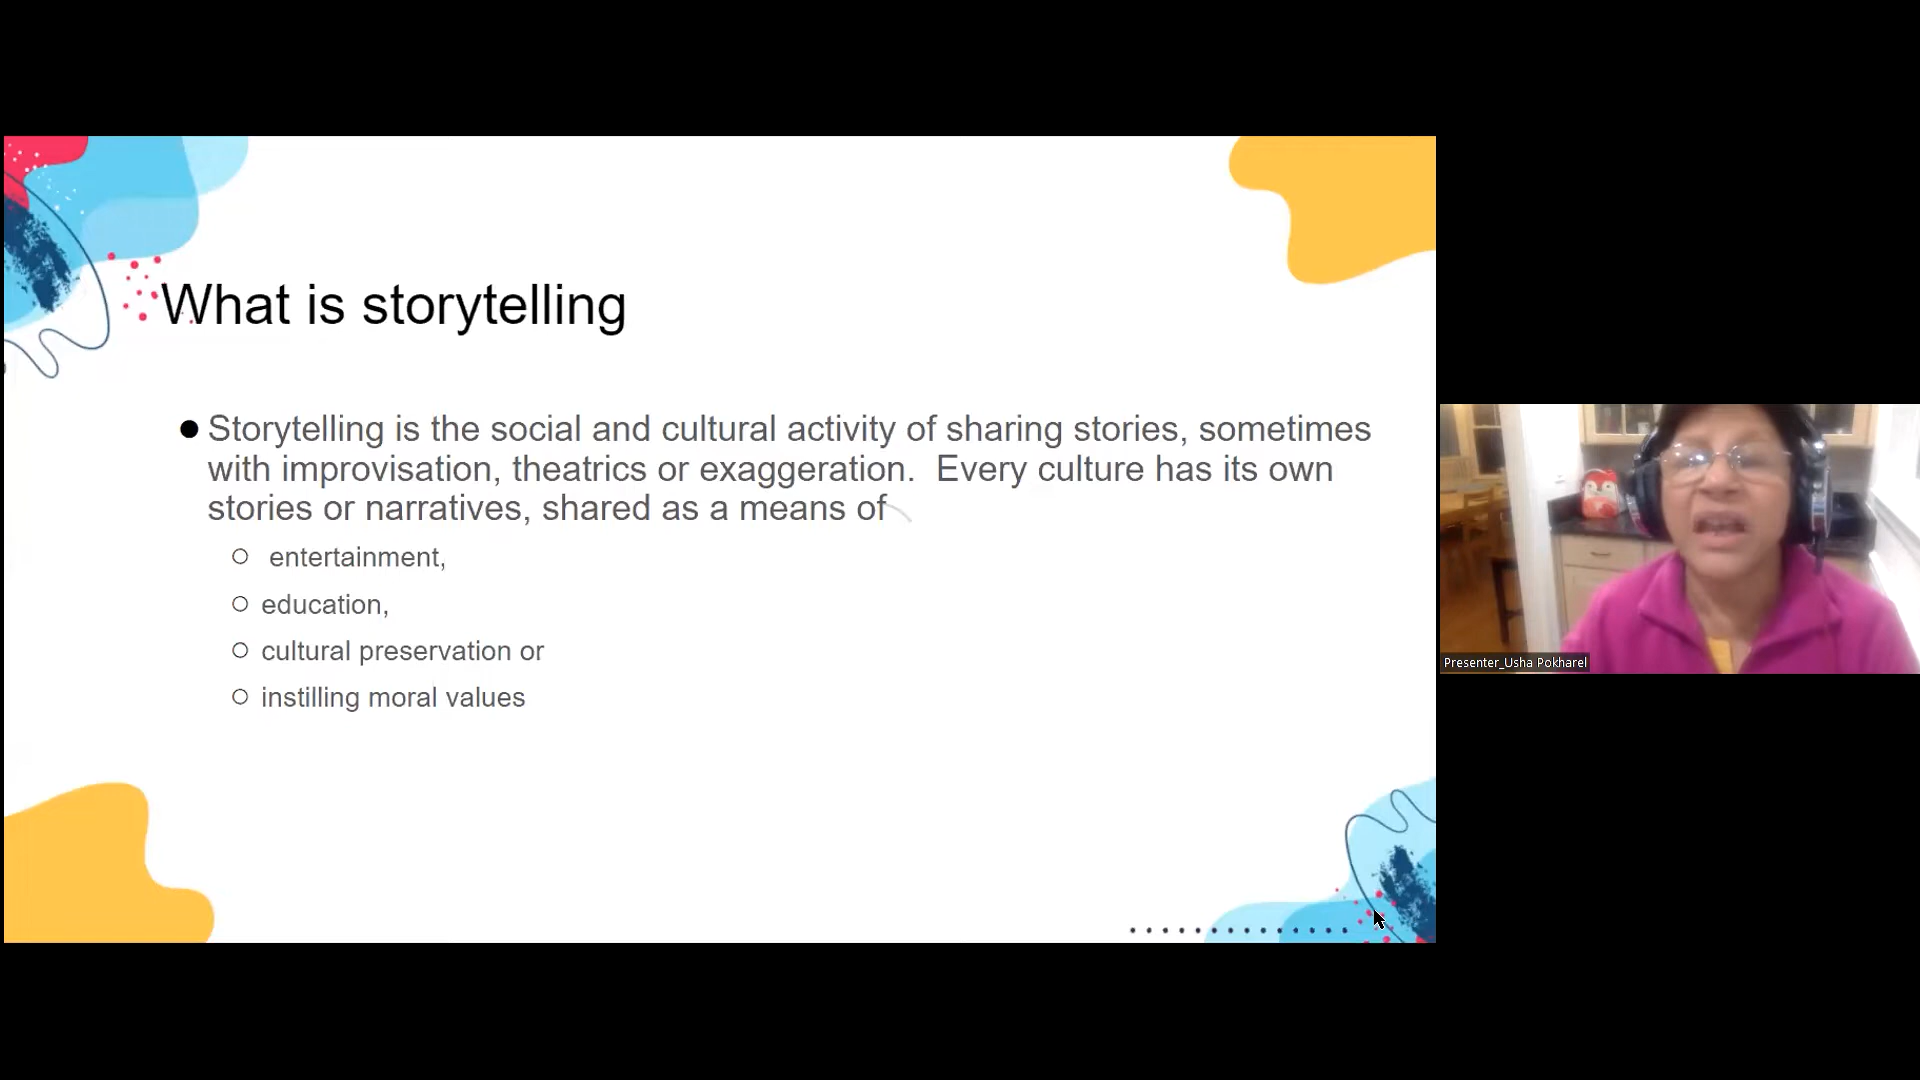 What is storytelling
● Storytelling is the social and cultural activity of sharing stories, sometimes
with improvisation, theatrics or exaggeration.  Every culture has its own
stories or narratives, shared as a means of
○ entertainment,
○ education,
○ cultural preservation or
○ instilling moral values
Presenter_Usha Pokharel